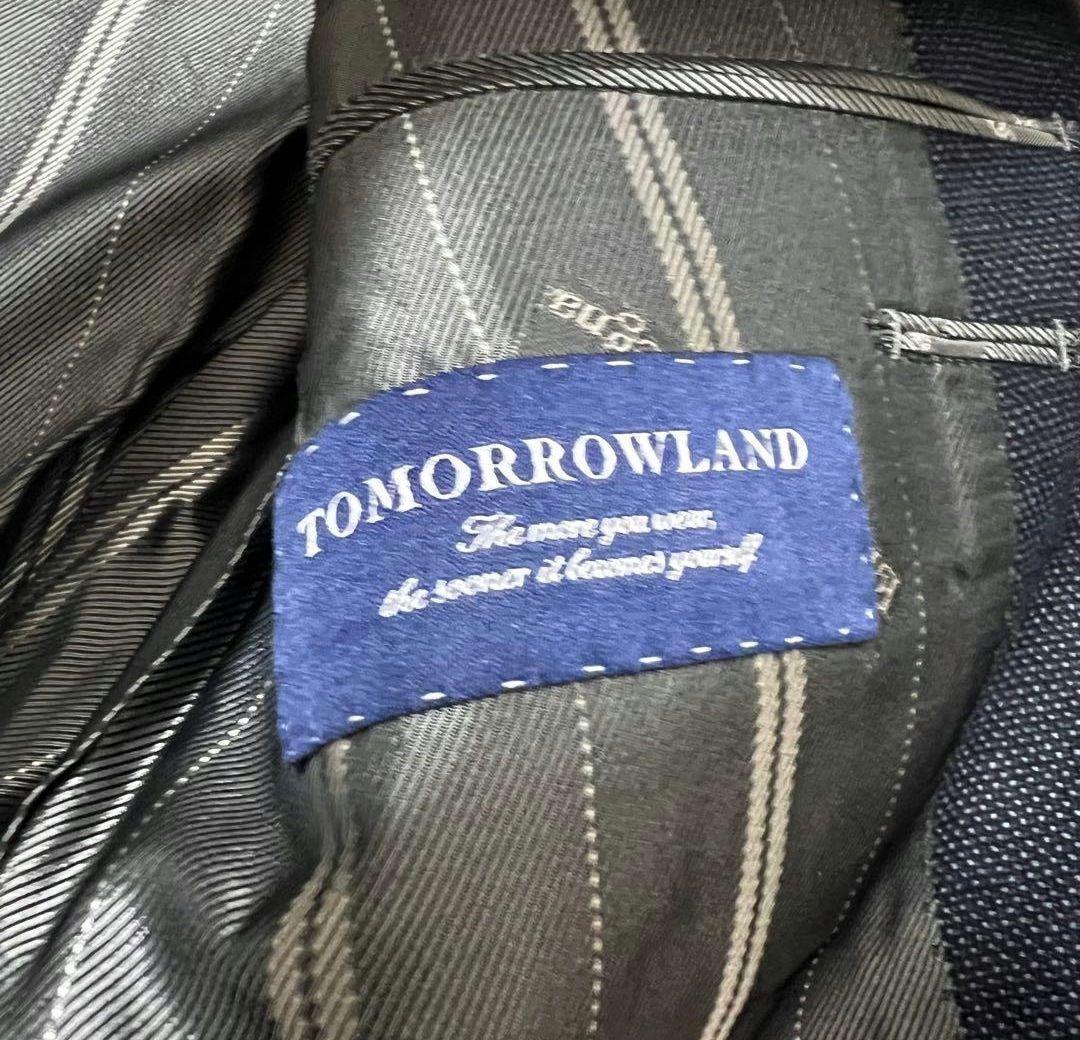 TOMORROWLAND
The more you wear,
the sooner it becomes yourself